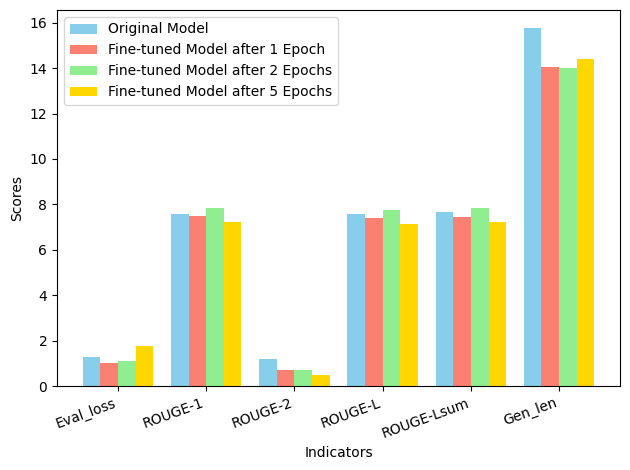 Original Model
Fine-tuned Model after 1 Epoch
Fine-tuned Model after 2 Epochs
Fine-tuned Model after 5 Epochs
16
14
12
10
8
6
4
2
0
Scores
Eval_loss
ROUGE-1
ROUGE-2
ROUGE-L
ROUGE-Lsum
Gen_len
Indicators